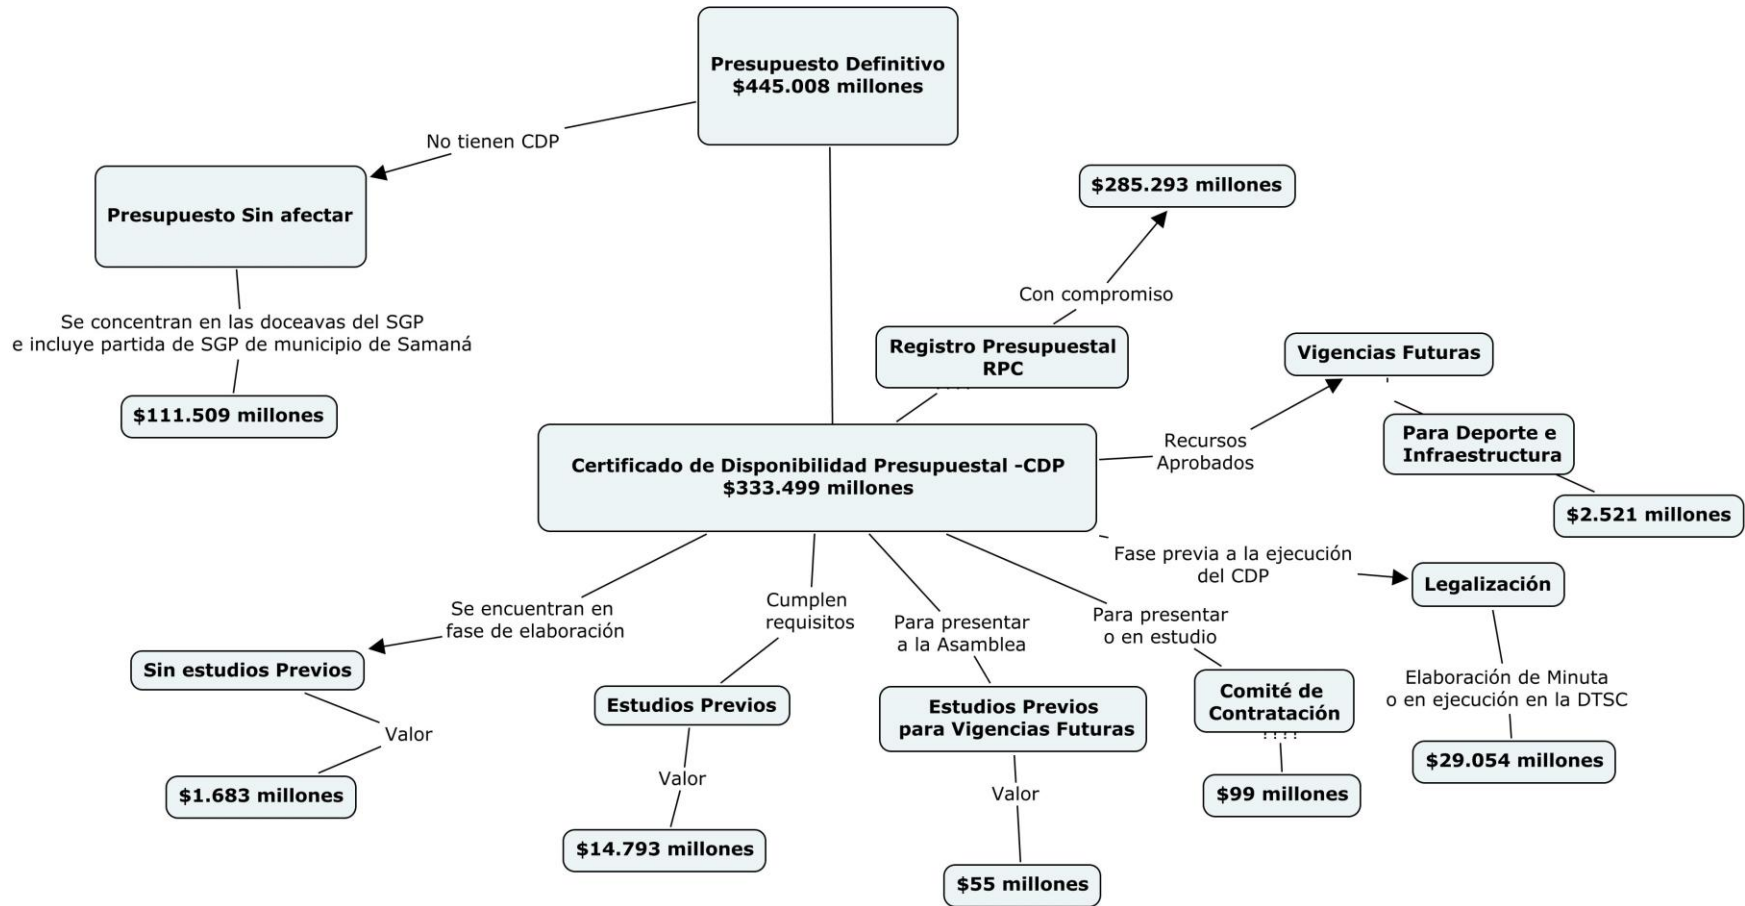 Presupuesto Definitivo
$445.008 millones
No tienen CDP
Presupuesto Sin afectar
Se concentran en las doceavas del SGP
e incluye partida de SGP de municipio de Samaná
$111.509 millones
$285.293 millones
Con compromiso
Registro Presupuestal
RPC
Vigencias Futuras
Para Deporte e
Infraestructura
$2.521 millones
Recursos
Aprobados
Certificado de Disponibilidad Presupuestal -CDP
$333.499 millones
Fase previa a la ejecución
del CDP
Legalización
Elaboración de Minuta
o en ejecución en la DTSC
$29.054 millones
Se encuentran en
fase de elaboración
Sin estudios Previos
Valor
$1.683 millones
Cumplen
requisitos
Estudios Previos
Valor
$14.793 millones
Para presentar
a la Asamblea
Estudios Previos
para Vigencias Futuras
Valor
$55 millones
Para presentar
o en estudio
Comité de
Contratación
$99 millones